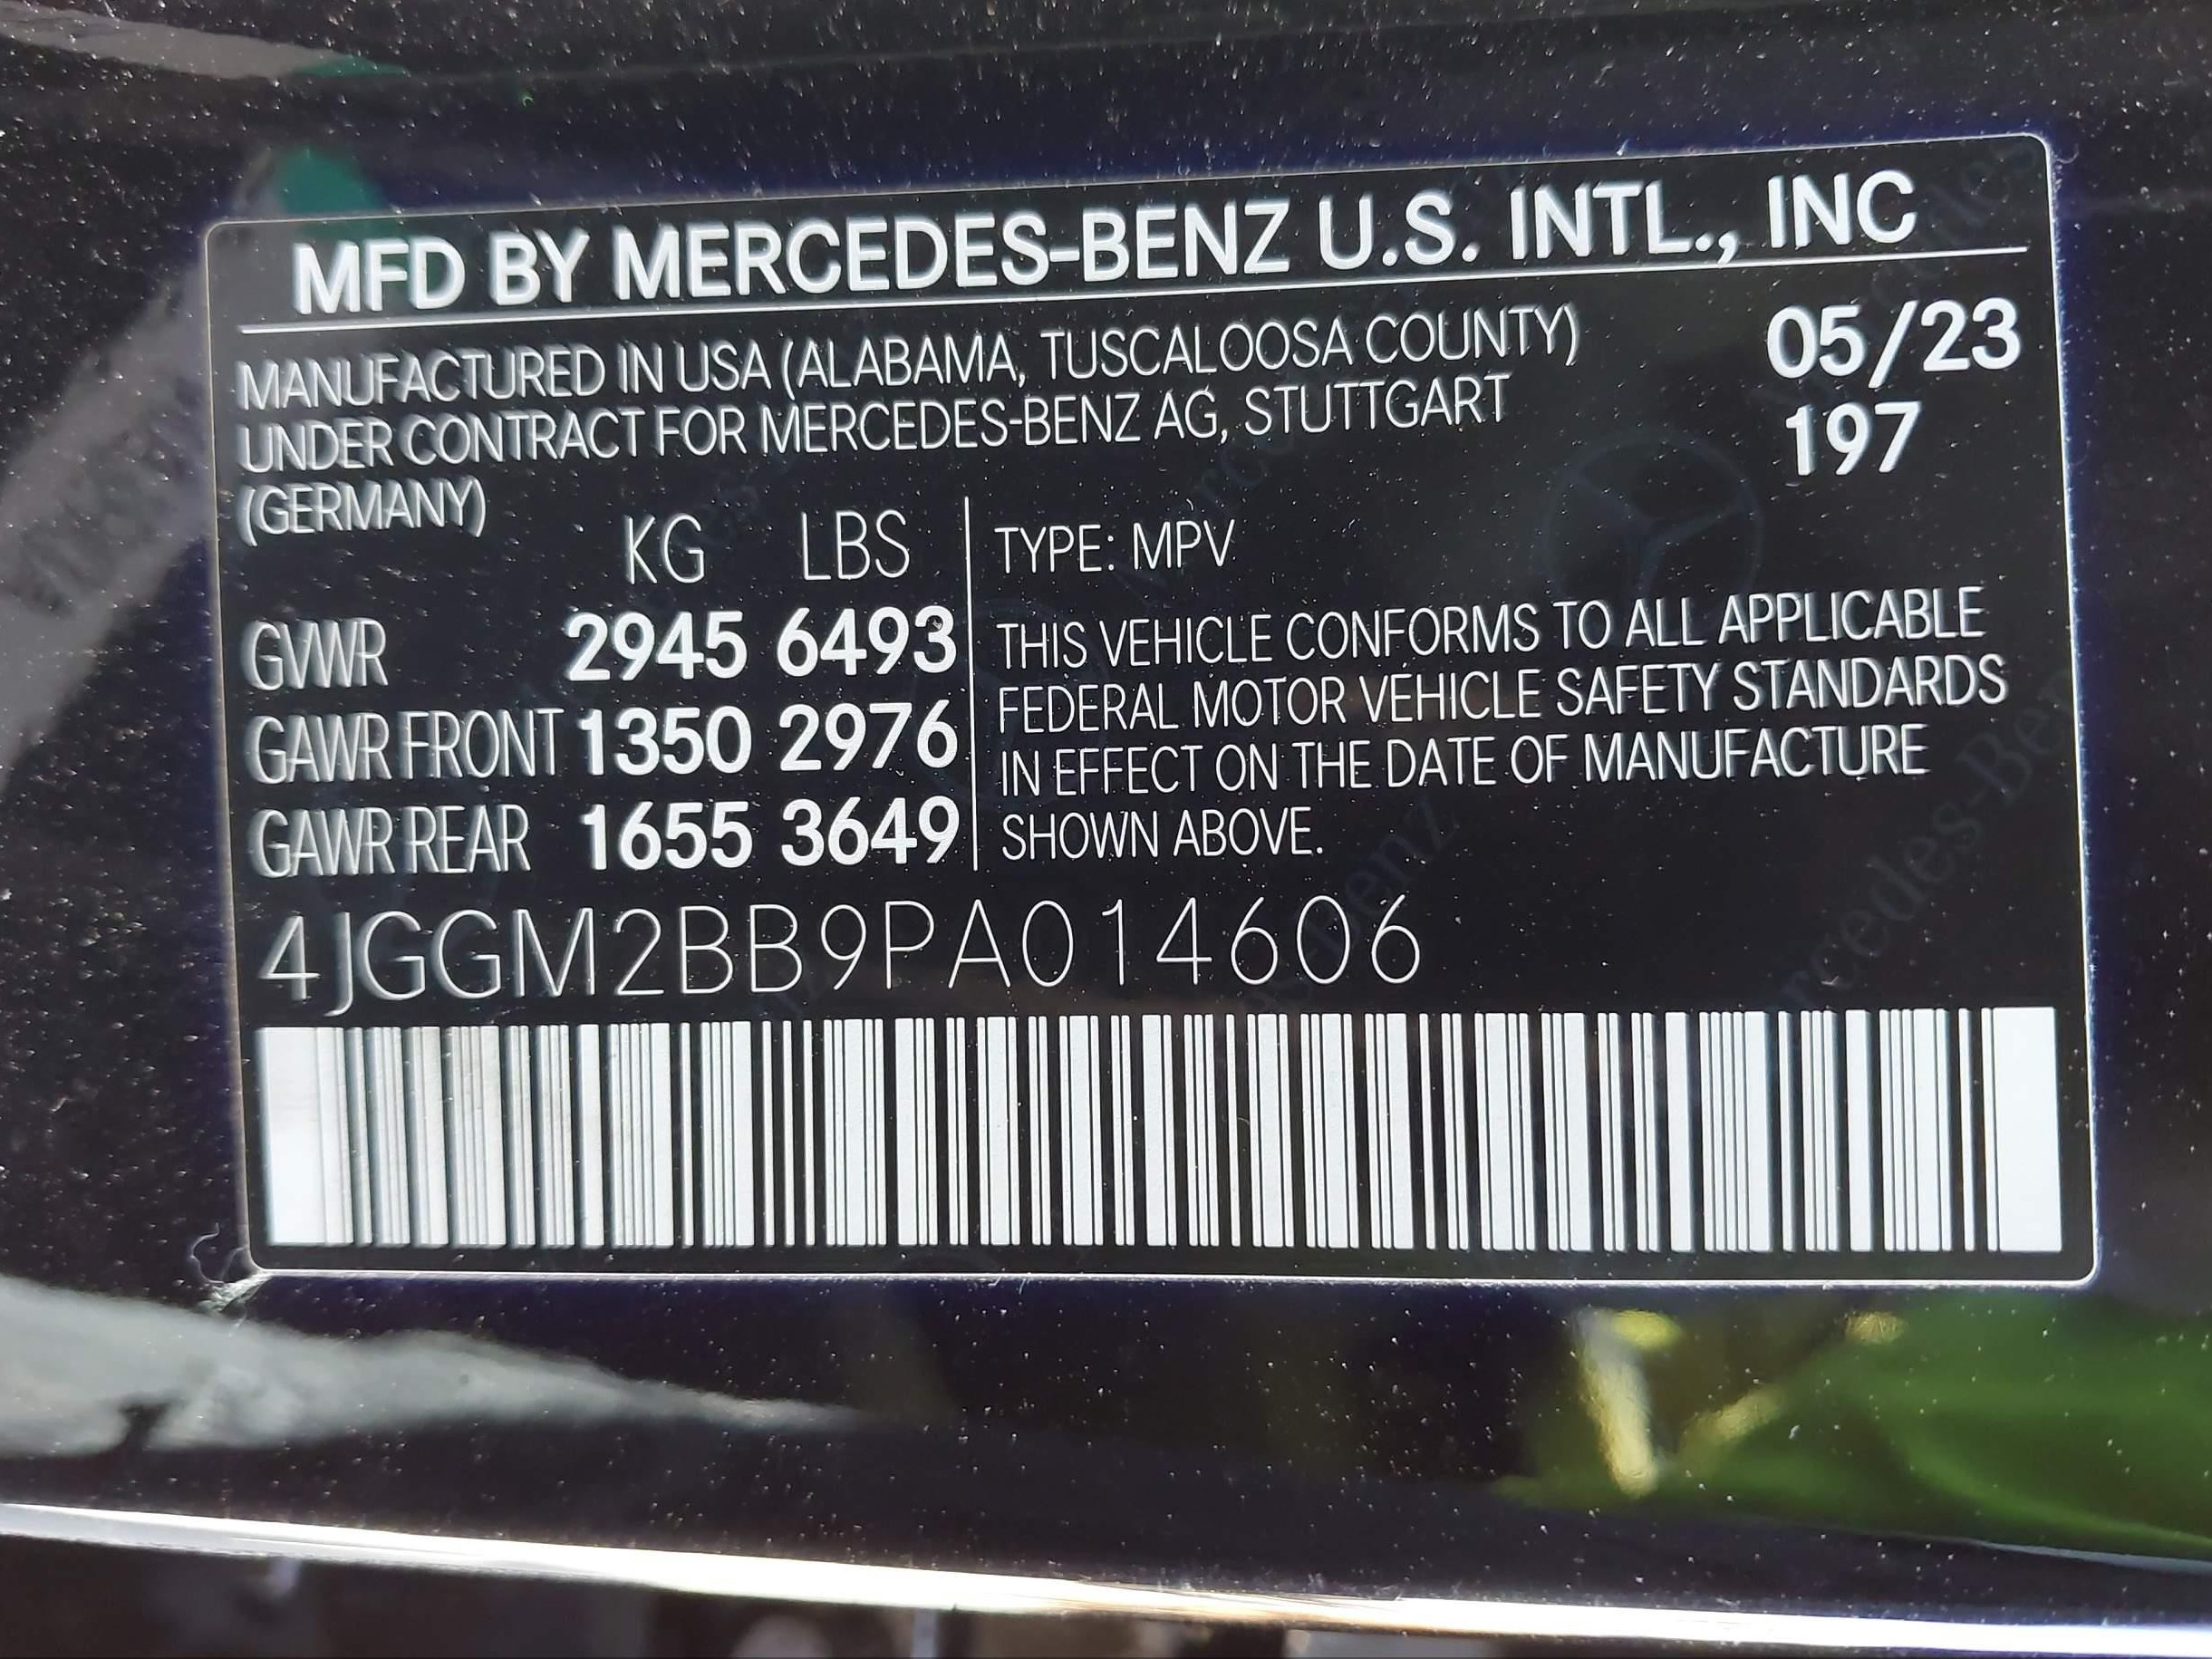 MFD BY MERCEDES-BENZ U.S. INTL., INC
MANUFACTURED IN USA (ALABAMA, TUSCALOOSA COUNTY)
UNDER CONTRACT FOR MERCEDES-BENZ AG, STUTTGART
(GERMANY)
05/23
197
KG LBS
GVWR 2945 6493
GAWR FRONT 1350 2976
GAWR REAR 1655 3649
TYPE: MPV
THIS VEHICLE CONFORMS TO ALL APPLICABLE
FEDERAL MOTOR VEHICLE SAFETY STANDARDS
IN EFFECT ON THE DATE OF MANUFACTURE
SHOWN ABOVE.
4JGGM2BB9PA014606